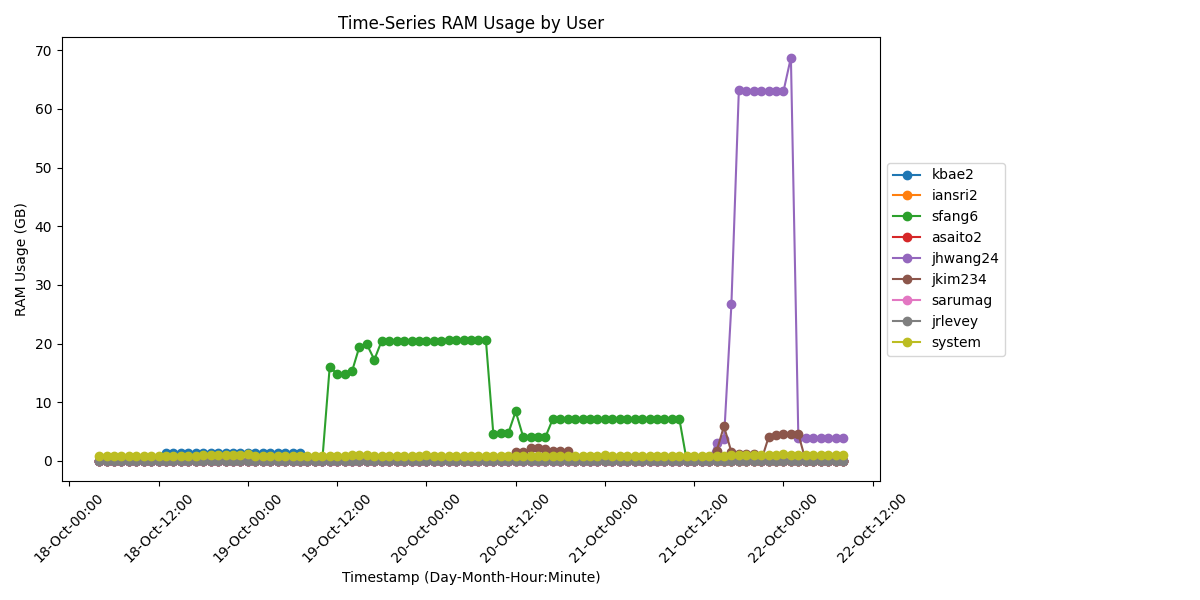 Time-Series RAM Usage by User
70
60
50
40
30
20
10
0
RAM Usage (GB)
18-Oct-00:00
18-Oct-12:00
19-Oct-00:00
19-Oct-12:00
20-Oct-00:00
20-Oct-12:00
21-Oct-00:00
21-Oct-12:00
22-Oct-00:00
22-Oct-12:00
Timestamp (Day-Month-Hour:Minute)
kbae2
iansri2
sfang6
asaito2
jhwang24
jkim234
sarumag
jrlevey
system